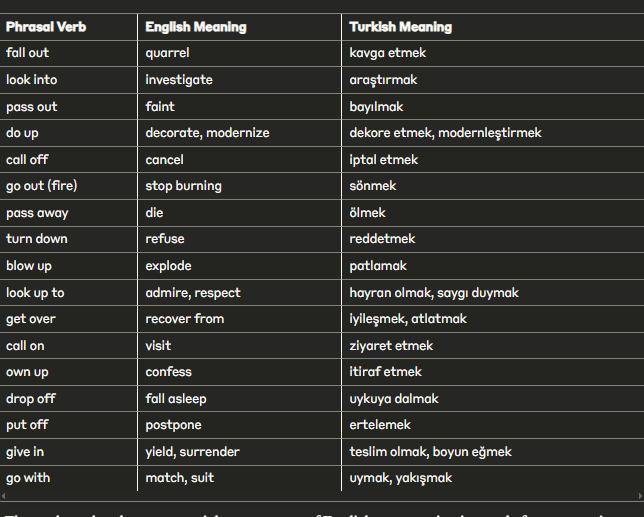 Phrasal Verb English Meaning Turkish Meaning
fall out quarrel kavga etmek
look into investigate araştırmak
pass out faint bayılmak
do up decorate, modernize dekore etmek, modernleştirmek
call off cancel iptal etmek
go out (fire) stop burning sönmek
pass away die ölmek
turn down refuse reddetmek
blow up explode patlamak
look up to admire, respect hayran olmak, saygı duymak
get over recover from iyileşmek, atlatmak
call on visit ziyaret etmek
own up confess itiraf etmek
drop off fall asleep uykuya dalmak
put off postpone ertelemek
give in yield, surrender teslim olmak, boyun eğmek
go with match, suit uymak, yakışmak